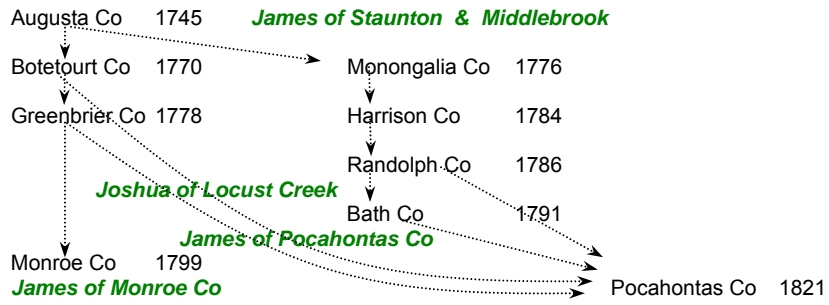 Augusta Co 1745 James of Staunton & Middlebrook
Botetourt Co 1770 Monongalia Co 1776
Greenbrier Co 1778 Harrison Co 1784
Randolph Co 1786
Joshua of Locust Creek
Bath Co 1791
James of Pocahontas Co
Monroe Co 1799
James of Monroe Co Pocahontas Co 1821